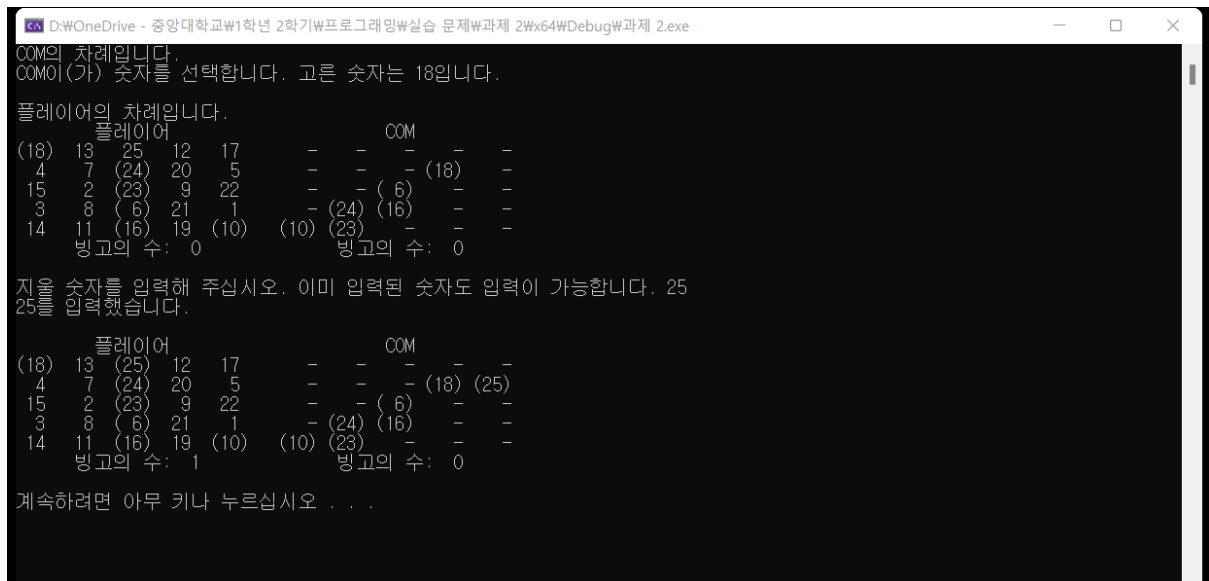 D:₩OneDrive - 중앙대학교₩1학년 2학기₩프로그래밍₩실습 문제₩과제 2₩x64₩Debug₩과제 2.exe
COM의 차례입니다.
COM이(가) 숫자를 선택합니다. 고른 숫자는 18입니다.
플레이어의 차례입니다.
플레이어 COM
(18) 13 25 12 17 - - - - -
4 7 (24) 20 5 - - - (18) -
15 2 (23) 9 22 - - ( 6) - -
3 8 ( 6) 21 1 - (24) (16) - -
14 11 (16) 19 (10) (10) (23) - - -
빙고의 수: 0 빙고의 수: 0
지울 숫자를 입력해 주십시오. 이미 입력된 숫자도 입력이 가능합니다. 25
25를 입력했습니다.
플레이어 COM
(18) 13 (25) 12 17 - - - - -
4 7 (24) 20 5 - - - (18) (25)
15 2 (23) 9 22 - - ( 6) - -
3 8 ( 6) 21 1 - (24) (16) - -
14 11 (16) 19 (10) (10) (23) - - -
빙고의 수: 1 빙고의 수: 0
계속하려면 아무 키나 누르십시오 . . .